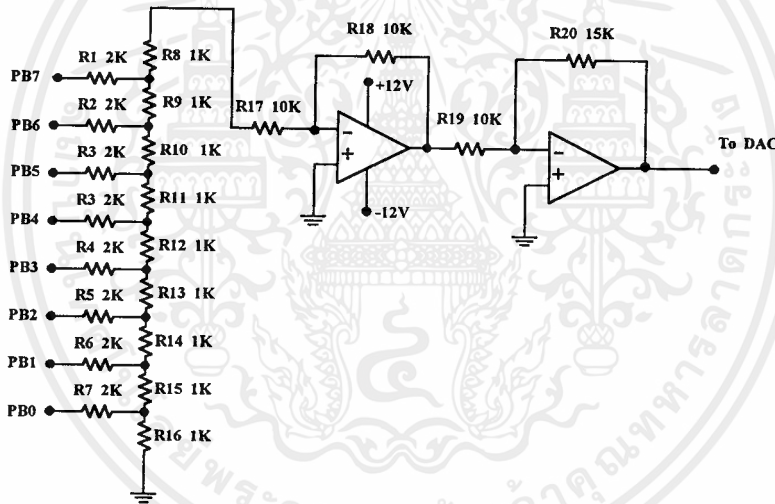 R18 10K
R20 15K
R1 2K
R8 1K
PB7
+12V
R2 2K
R9 1K
R17 10K
R19 10K
PB6
R3 2K
R10 1K
To DAC
PB5
R3 2K
R11 1K
PB4
-12V
R4 2K
R12 1K
PB3
R5 2K
R13 1K
PB2
R6 2K
R14 1K
PB1
R7 2K
R15 1K
PB0
R16 1K